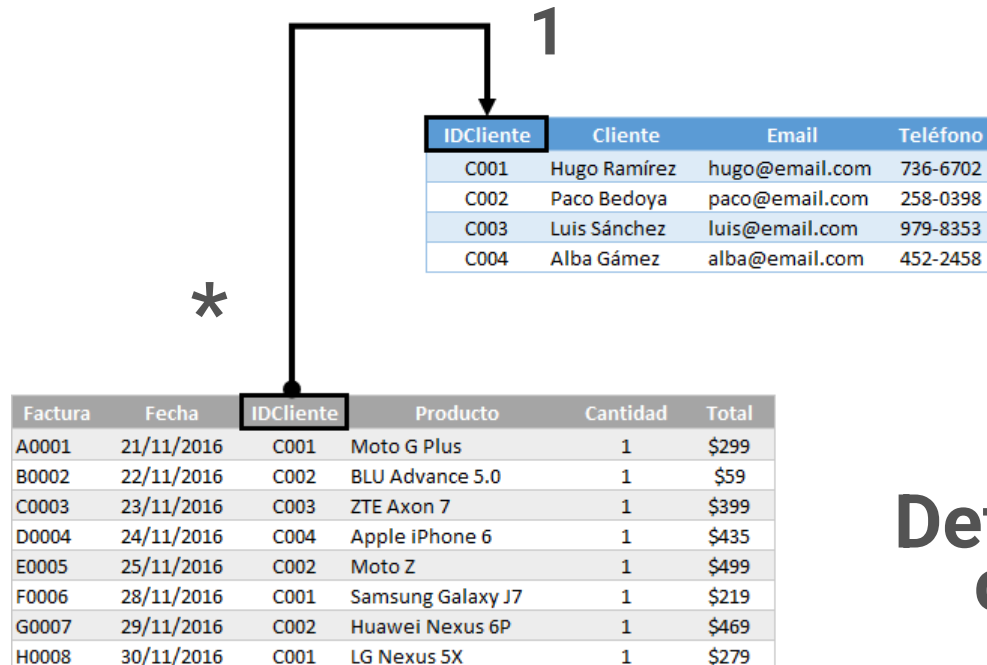 1
IDCliente Cliente Email Teléfono
C001 Hugo Ramírez hugo@email.com 736-6702
C002 Paco Bedoya paco@email.com 258-0398
C003 Luis Sánchez luis@email.com 979-8353
C004 Alba Gámez alba@email.com 452-2458
*
Factura Fecha IDCliente Producto Cantidad Total
A0001 21/11/2016 C001 Moto G Plus 1 $299
B0002 22/11/2016 C002 BLU Advance 5.0 1 $59
C0003 23/11/2016 C003 ZTE Axon 7 1 $399
D0004 24/11/2016 C004 Apple iPhone 6 1 $435
E0005 25/11/2016 C002 Moto Z 1 $499
F0006 28/11/2016 C001 Samsung Galaxy J7 1 $219
G0007 29/11/2016 C002 Huawei Nexus 6P 1 $469
H0008 30/11/2016 C001 LG Nexus 5X 1 $279